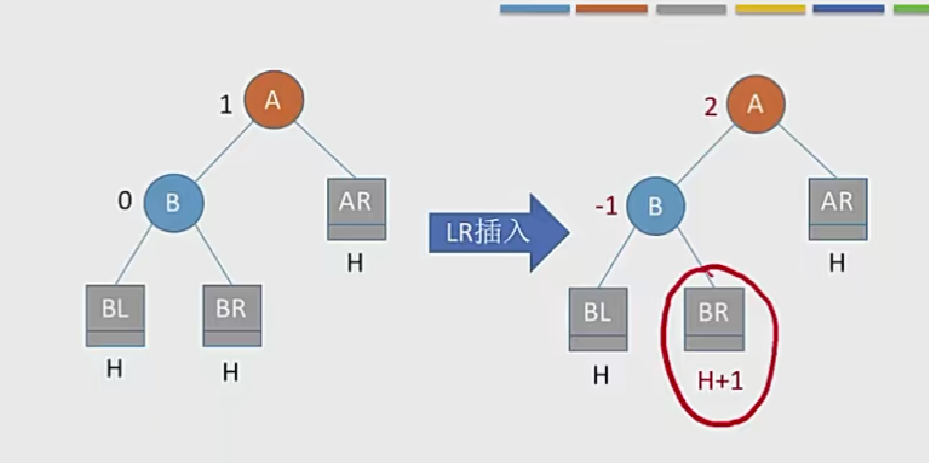 1 A
0 B AR
H
BL BR
H H
LR插入
2 A
-1 B AR
H
BL BR
H H+1